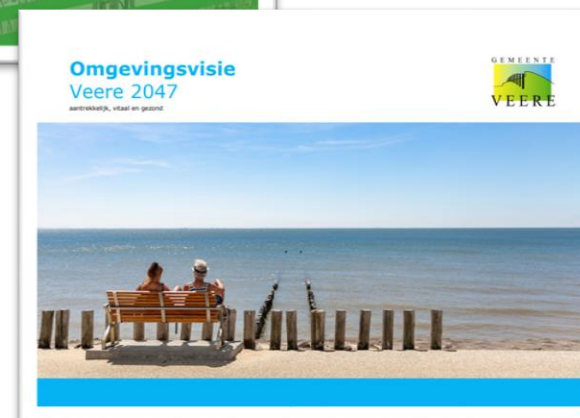 Omgevingsvisie
Veere 2047
aantrekkelijk, vitaal en gezond
GEMEENTE
VEERE